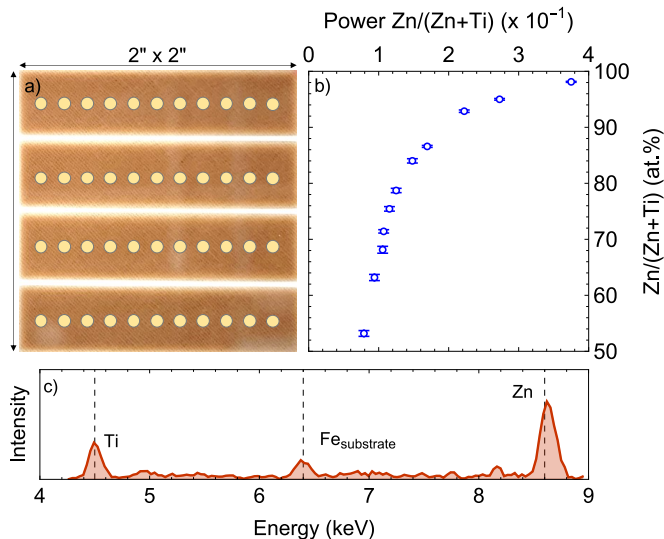 Power Zn/(Zn+Ti) (x 10⁻¹)
0 1 2 3 4
2" x 2"
a)
b)
100
90
80
70
60
50
Zn/(Zn+Ti) (at.%)
c)
Intensity
Ti
Fe substrate
Zn
4 5 6 7 8 9
Energy (keV)